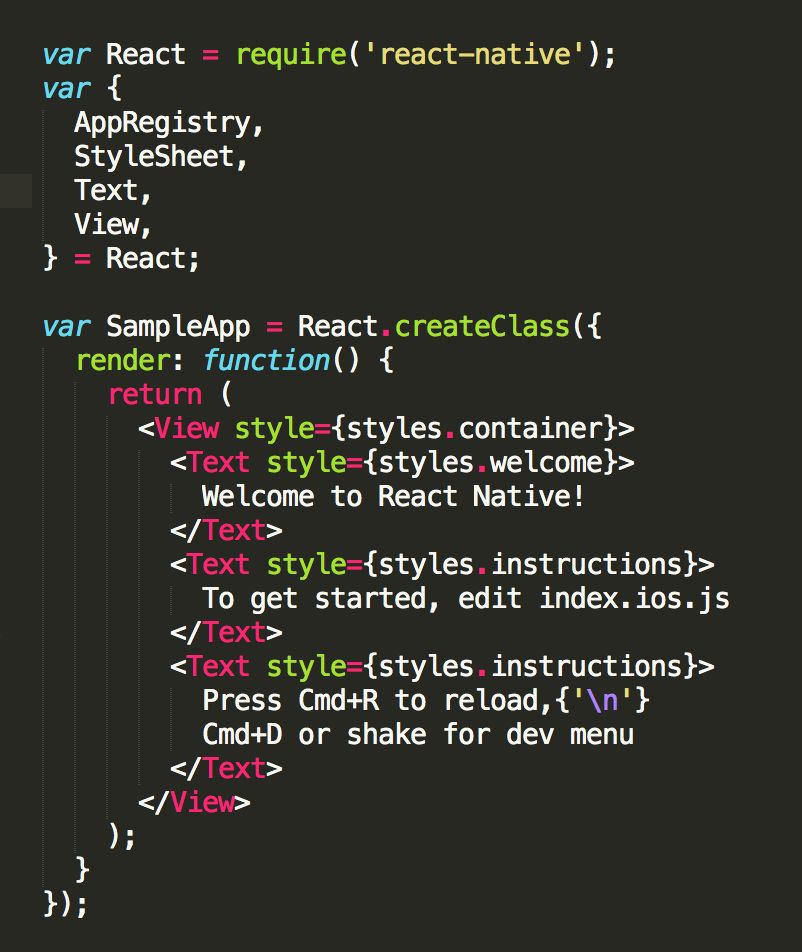 var React = require('react-native');
var {
  AppRegistry,
  StyleSheet,
  Text,
  View,
} = React;

var SampleApp = React.createClass({
  render: function() {
    return (
      <View style={styles.container}>
        <Text style={styles.welcome}>
          Welcome to React Native!
        </Text>
        <Text style={styles.instructions}>
          To get started, edit index.ios.js
        </Text>
        <Text style={styles.instructions}>
          Press Cmd+R to reload,{'\n'}
          Cmd+D or shake for dev menu
        </Text>
      </View>
    );
  }
});